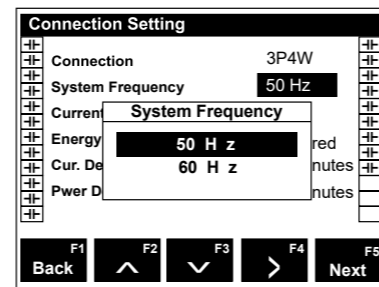 Connection Setting
Connection 3P4W
System Frequency 50 Hz
Current
System Frequency
Energy red
50 H z
Cur. De nutes
60 H z
Pwer D nutes
F1 F2 F3 F4 F5
Back Next